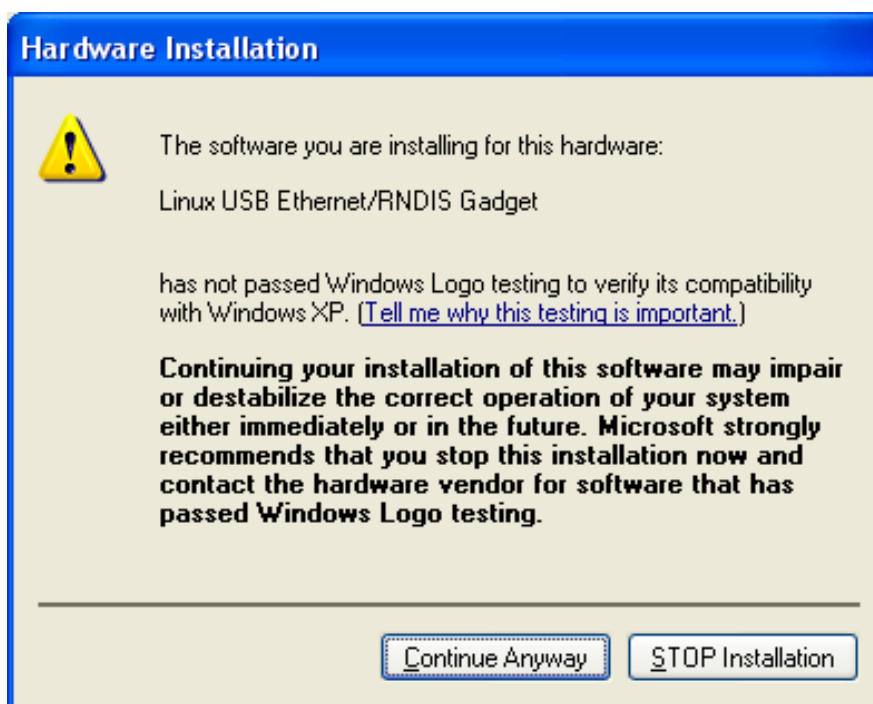 Hardware Installation
The software you are installing for this hardware:
Linux USB Ethernet/RNDIS Gadget
has not passed Windows Logo testing to verify its compatibility
with Windows XP. (Tell me why this testing is important.)
Continuing your installation of this software may impair
or destabilize the correct operation of your system
either immediately or in the future. Microsoft strongly
recommends that you stop this installation now and
contact the hardware vendor for software that has
passed Windows Logo testing.
Continue Anyway
STOP Installation